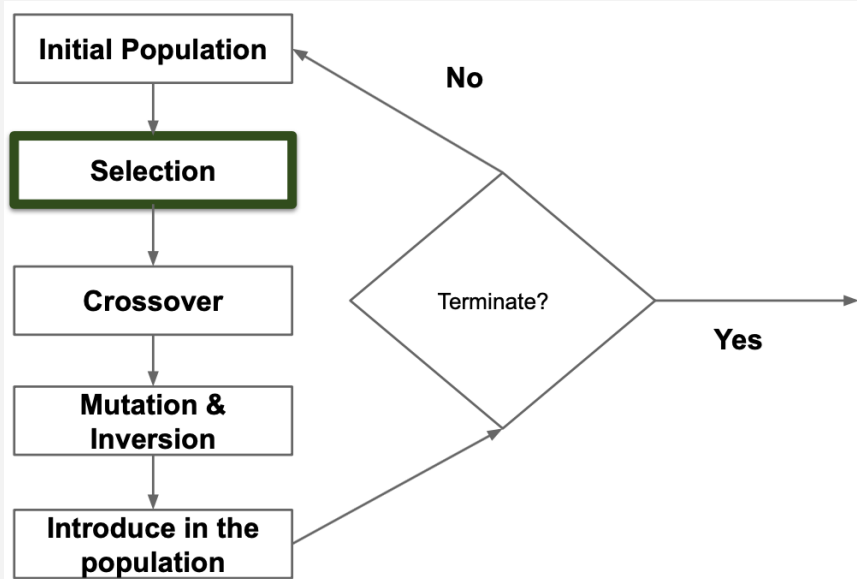 Initial Population
No
Selection
Crossover
Terminate?
Yes
Mutation &
Inversion
Introduce in the
population